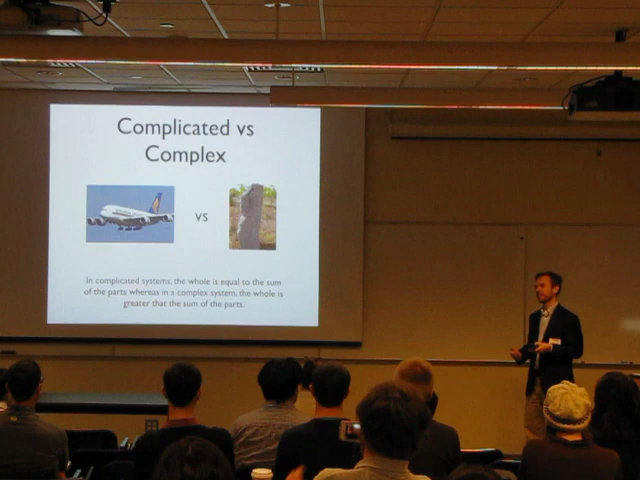 Complicated vs
Complex
vs
In complicated systems, the whole is equal to the sum
of the parts whereas in a complex system, the whole is
greater that the sum of the parts.